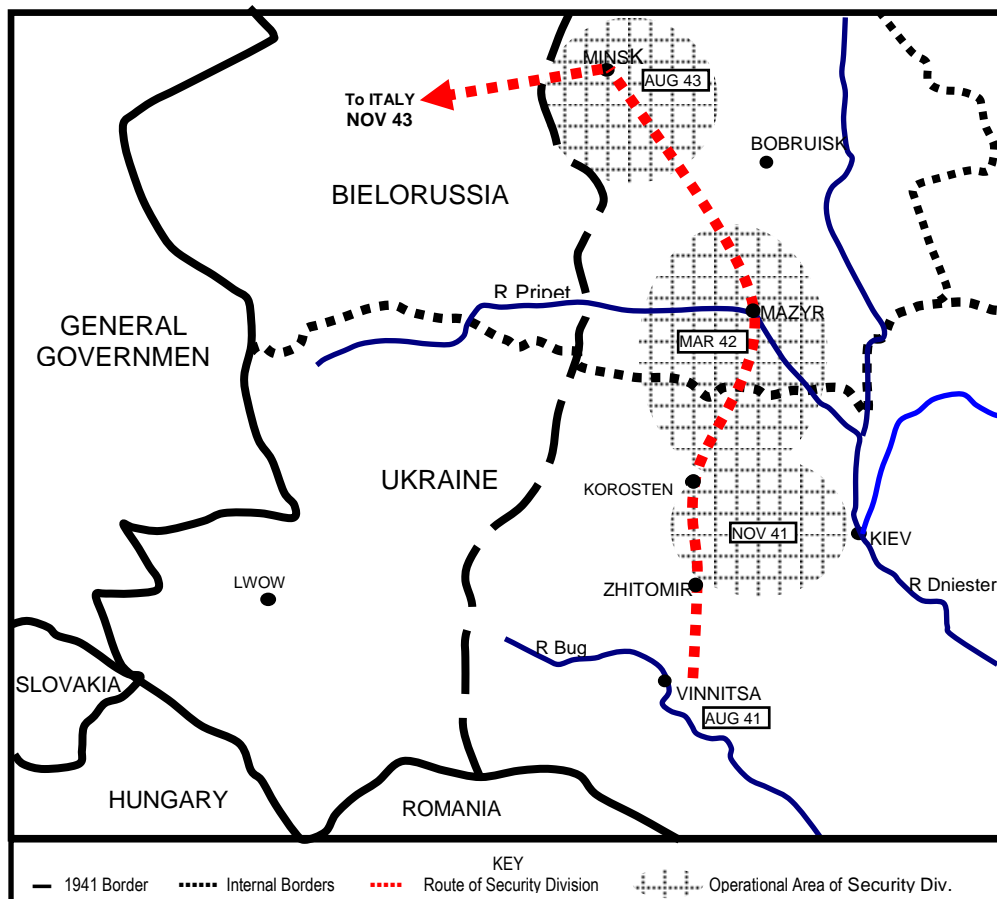 MINSK
AUG 43
To ITALY
NOV 43
BOBRUISK
BIELORUSSIA
R Pripet
MAZYR
GENERAL
GOVERNMEN
MAR 42
UKRAINE
KOROSTEN
NOV 41
KIEV
LWOW
ZHITOMIR
R Dniester
R Bug
SLOVAKIA
VINNITSA
AUG 41
HUNGARY
ROMANIA
KEY
1941 Border Internal Borders Route of Security Division Operational Area of Security Div.